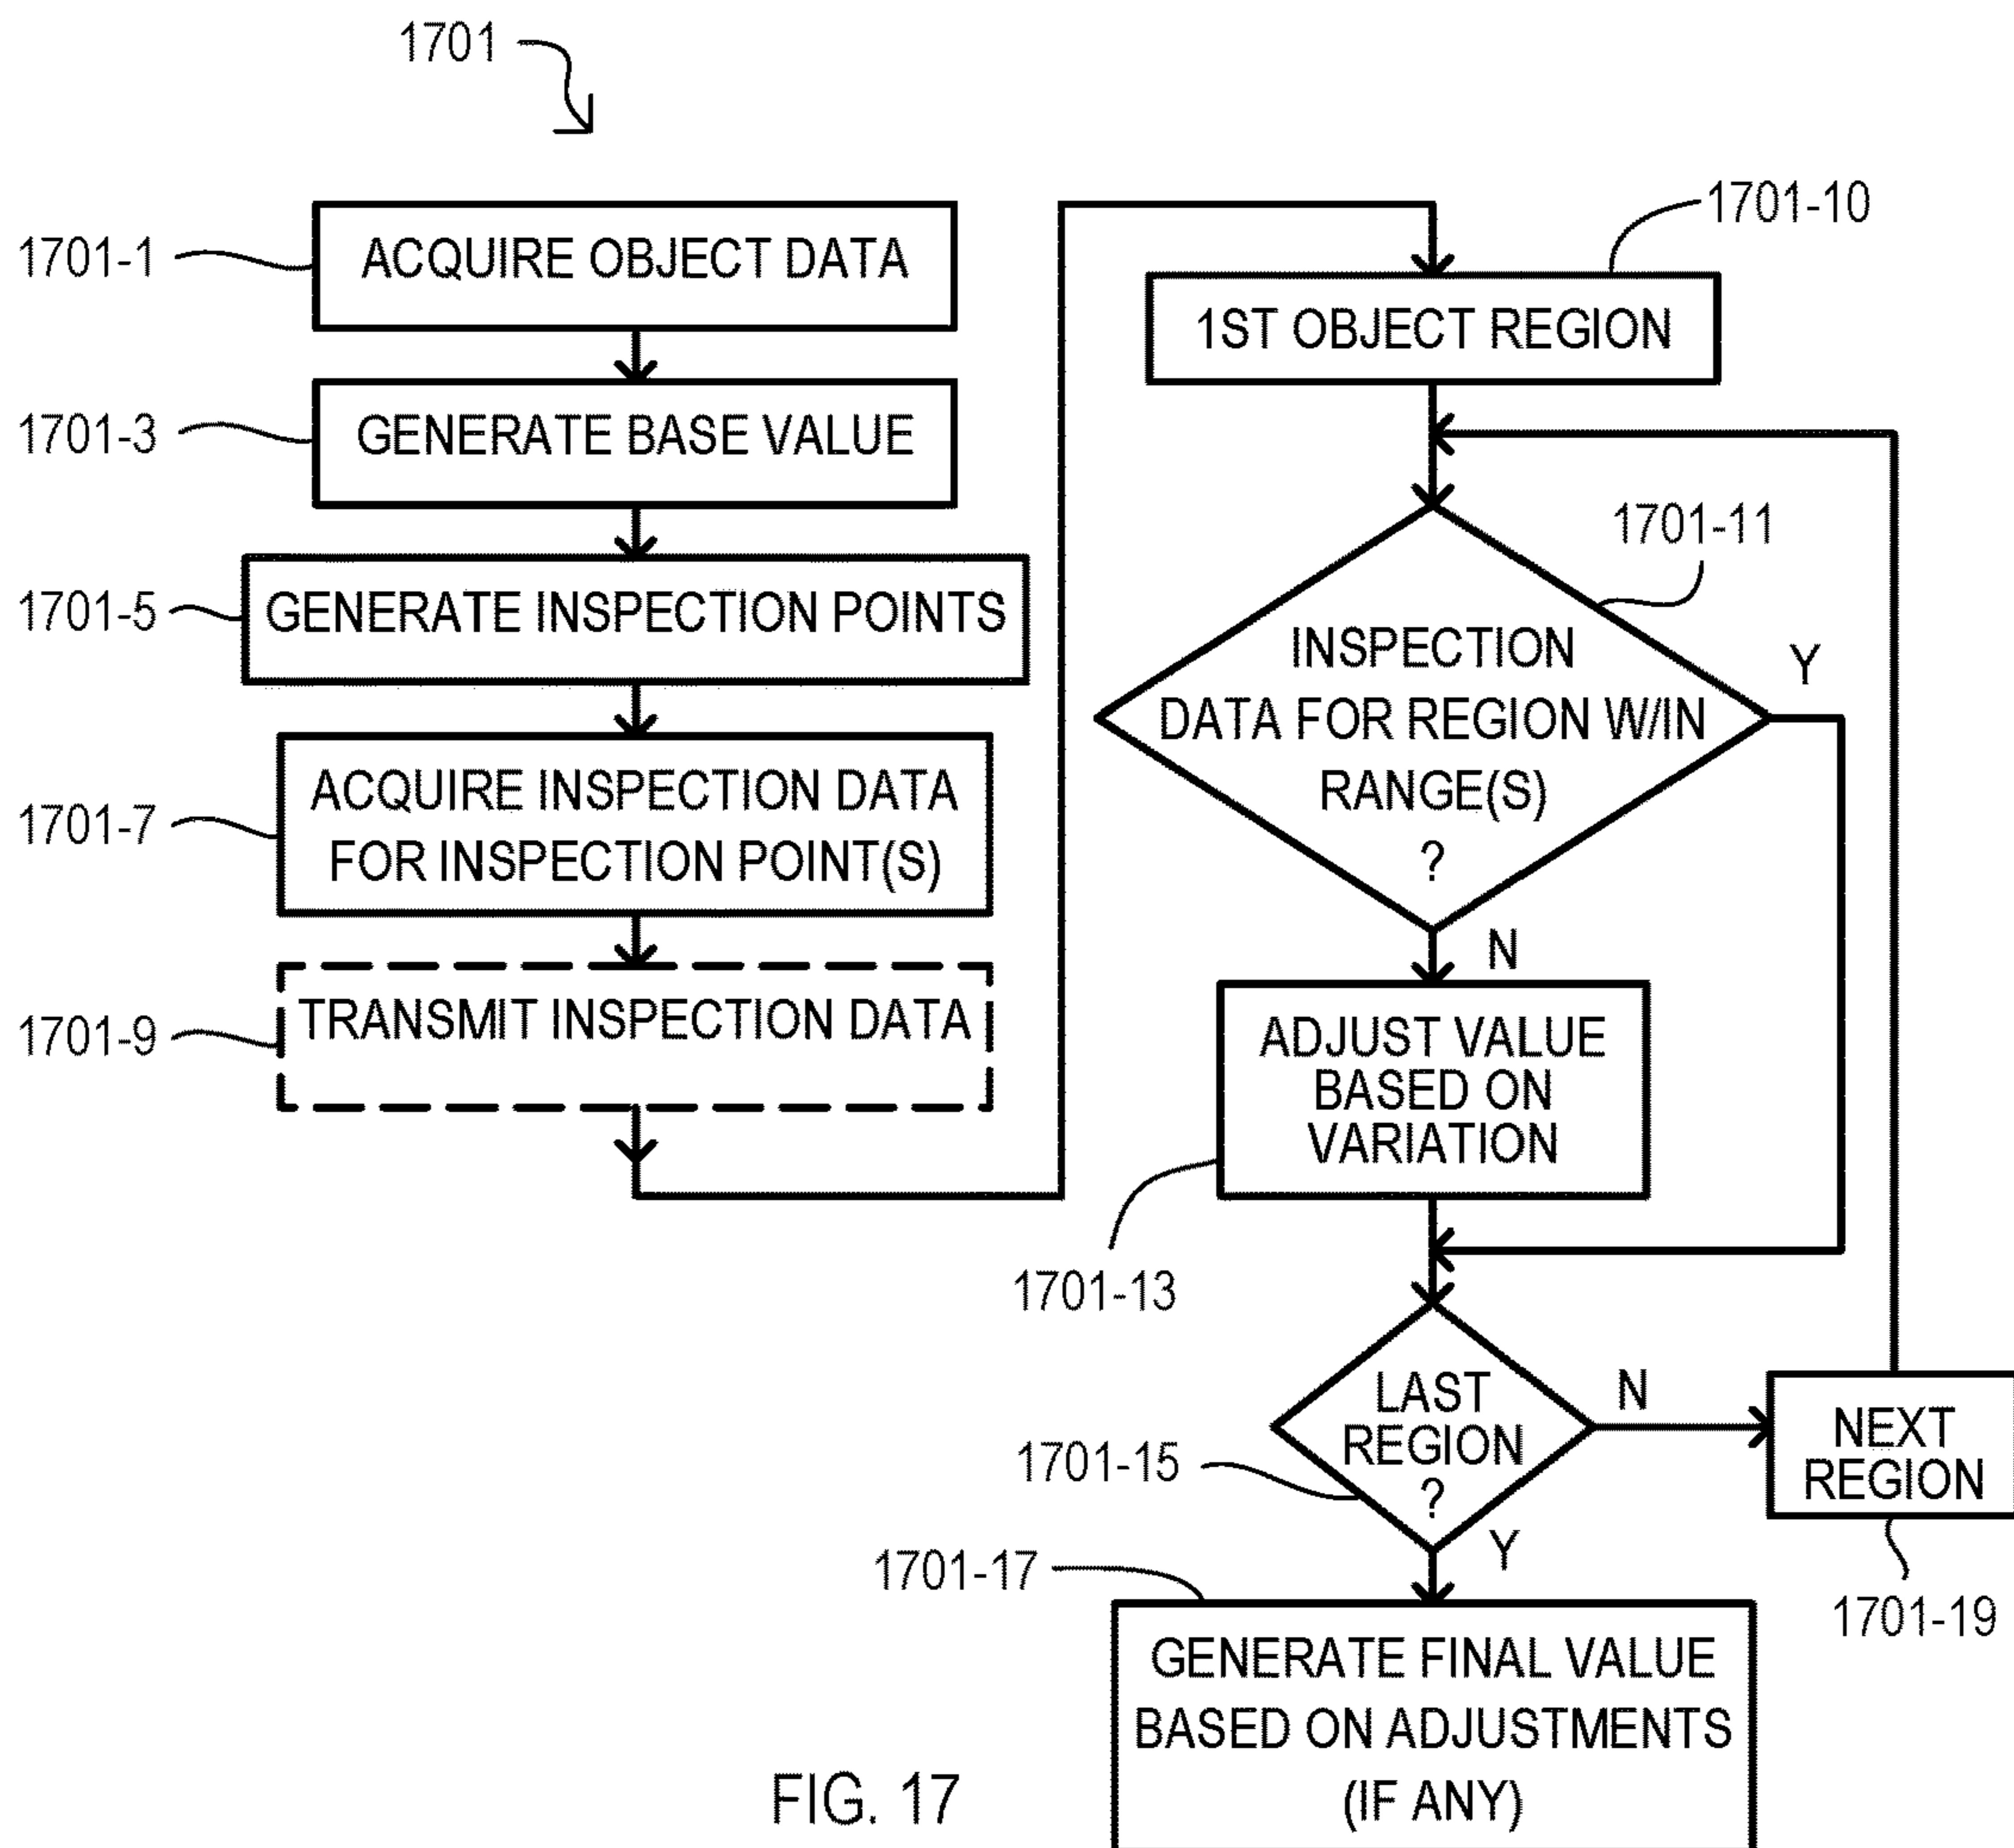 1701
1701-1
ACQUIRE OBJECT DATA
1701-3
GENERATE BASE VALUE
1701-5
GENERATE INSPECTION POINTS
1701-7
ACQUIRE INSPECTION DATA
FOR INSPECTION POINT(S)
1701-9
TRANSMIT INSPECTION DATA
1701-10
1ST OBJECT REGION
1701-11
INSPECTION
DATA FOR REGION W/IN
RANGE(S)
?
Y
N
ADJUST VALUE
BASED ON
VARIATION
1701-13
LAST
REGION
?
1701-15
N
NEXT
REGION
1701-19
Y
1701-17
GENERATE FINAL VALUE
BASED ON ADJUSTMENTS
(IF ANY)
FIG. 17